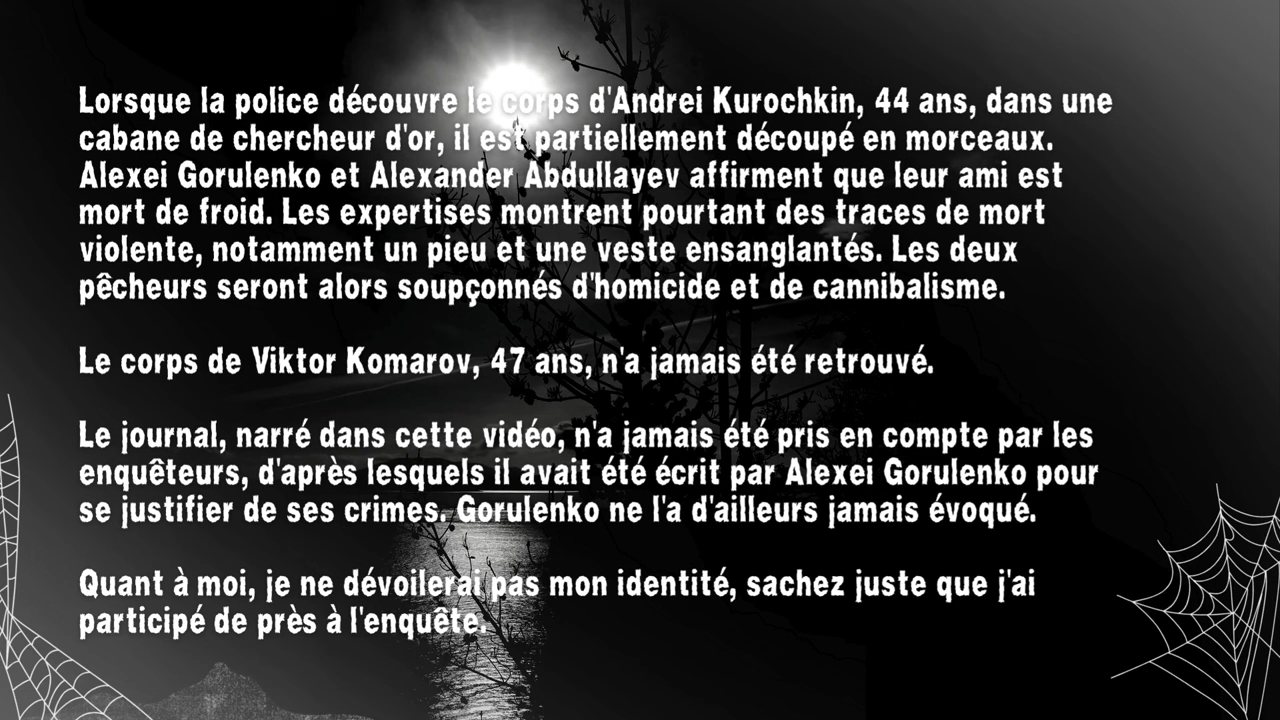 Lorsque la police découvre le corps d'Andrei Kurochkin, 44 ans, dans une
cabane de chercheur d'or, il est partiellement découpé en morceaux.
Alexei Gorulenko et Alexander Abdullayev affirment que leur ami est
mort de froid. Les expertises montrent pourtant des traces de mort
violente, notamment un pieu et une veste ensanglantés. Les deux
pêcheurs seront alors soupçonnés d'homicide et de cannibalisme.
Le corps de Viktor Komarov, 47 ans, n'a jamais été retrouvé.
Le journal, narré dans cette vidéo, n'a jamais été pris en compte par les
enquêteurs, d'après lesquels il avait été écrit par Alexei Gorulenko pour
se justifier de ses crimes. Gorulenko ne l'a d'ailleurs jamais évoqué.
Quant à moi, je ne dévoilerai pas mon identité, sachez juste que j'ai
participé de près à l'enquête.